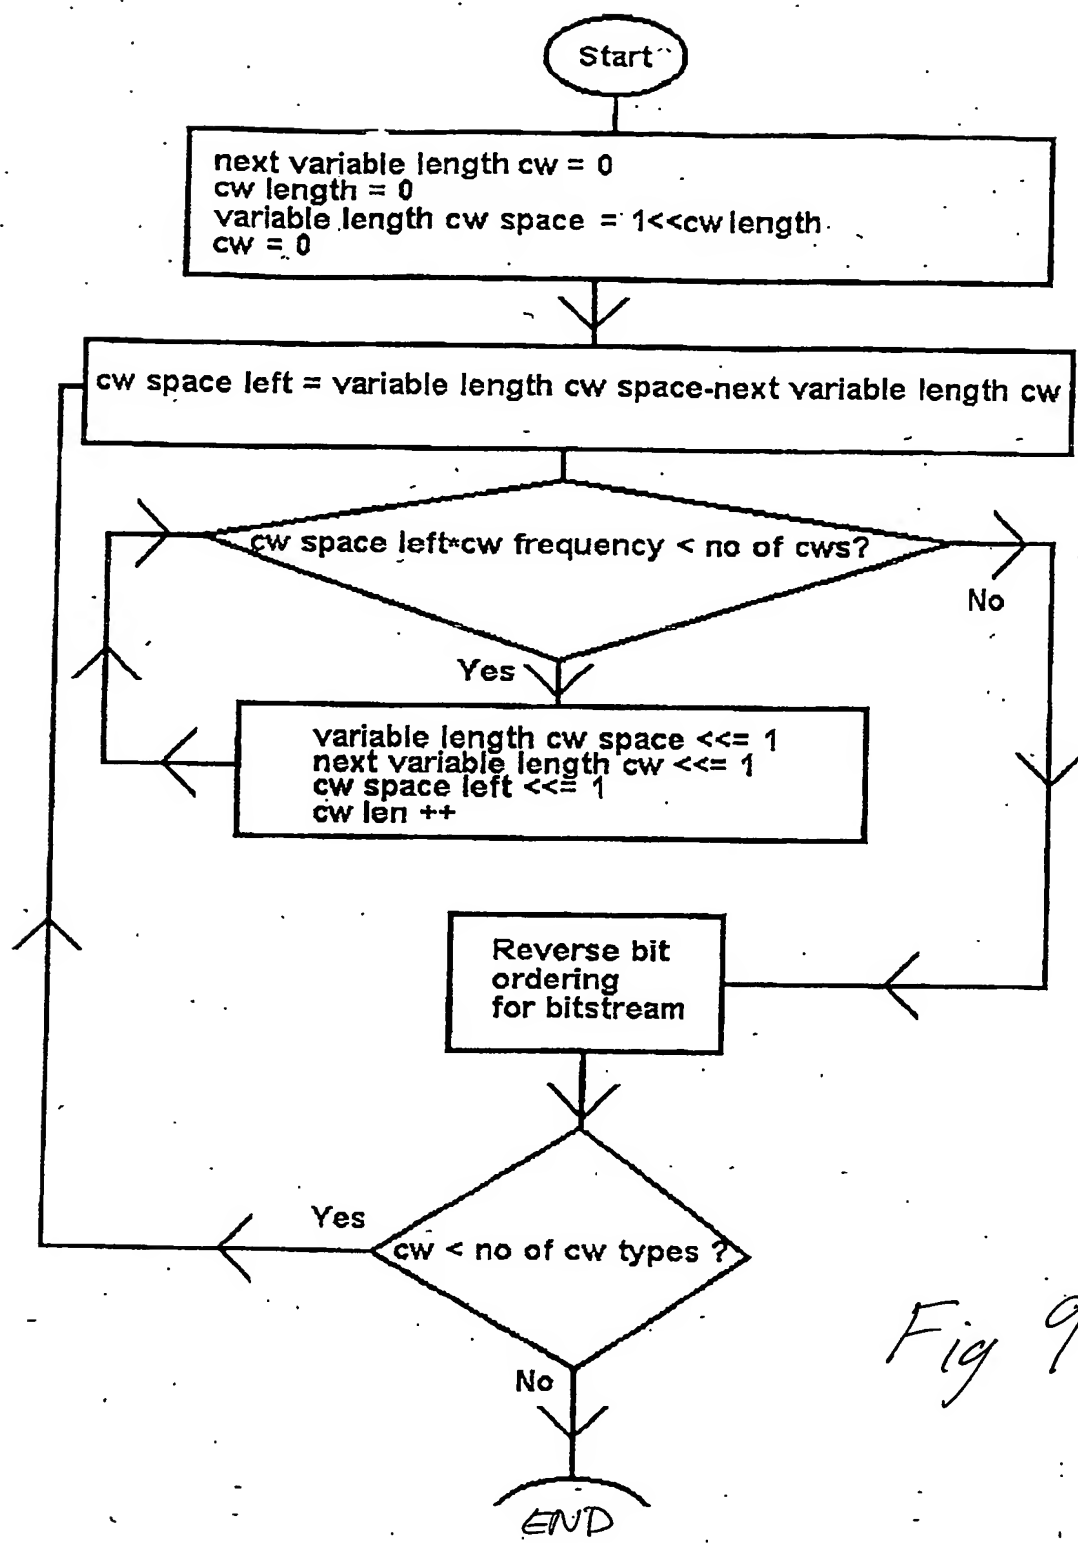 Start
next variable length cw = 0
cw length = 0
variable length cw space = 1<<cw length
cw = 0
cw space left = variable length cw space-next variable length cw
cw space left*cw frequency < no of cws?
No
Yes
variable length cw space <<= 1
next variable length cw <<= 1
cw space left <<= 1
cw len ++
Reverse bit
ordering
for bitstream
Yes
cw < no of cw types ?
No
Fig 9
END